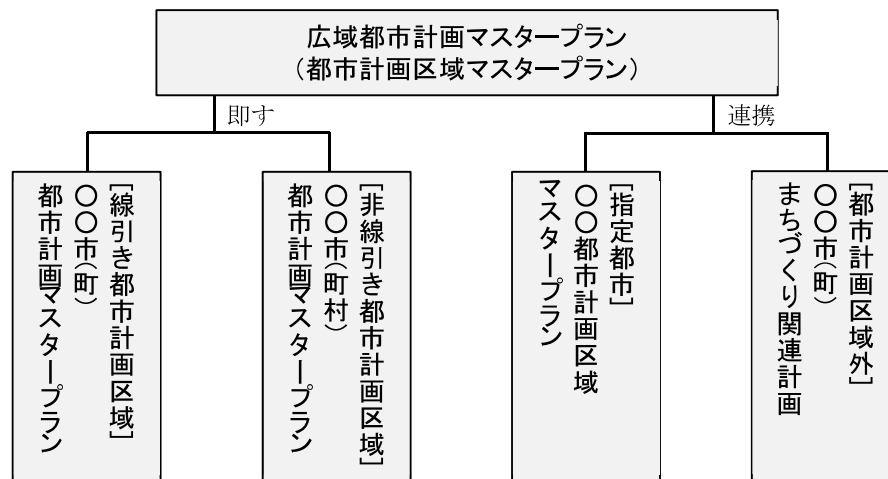 広域都市計画マスタープラン
（都市計画区域マスタープラン）
即す
連携
［線引き都市計画区域］
○○市（町）
都市計画マスタープラン
［非線引き都市計画区域］
○○市（町村）
都市計画マスタープラン
［指定都市］
○○都市計画区域
マスタープラン
［都市計画区域外］
○○市（町）
まちづくり関連計画